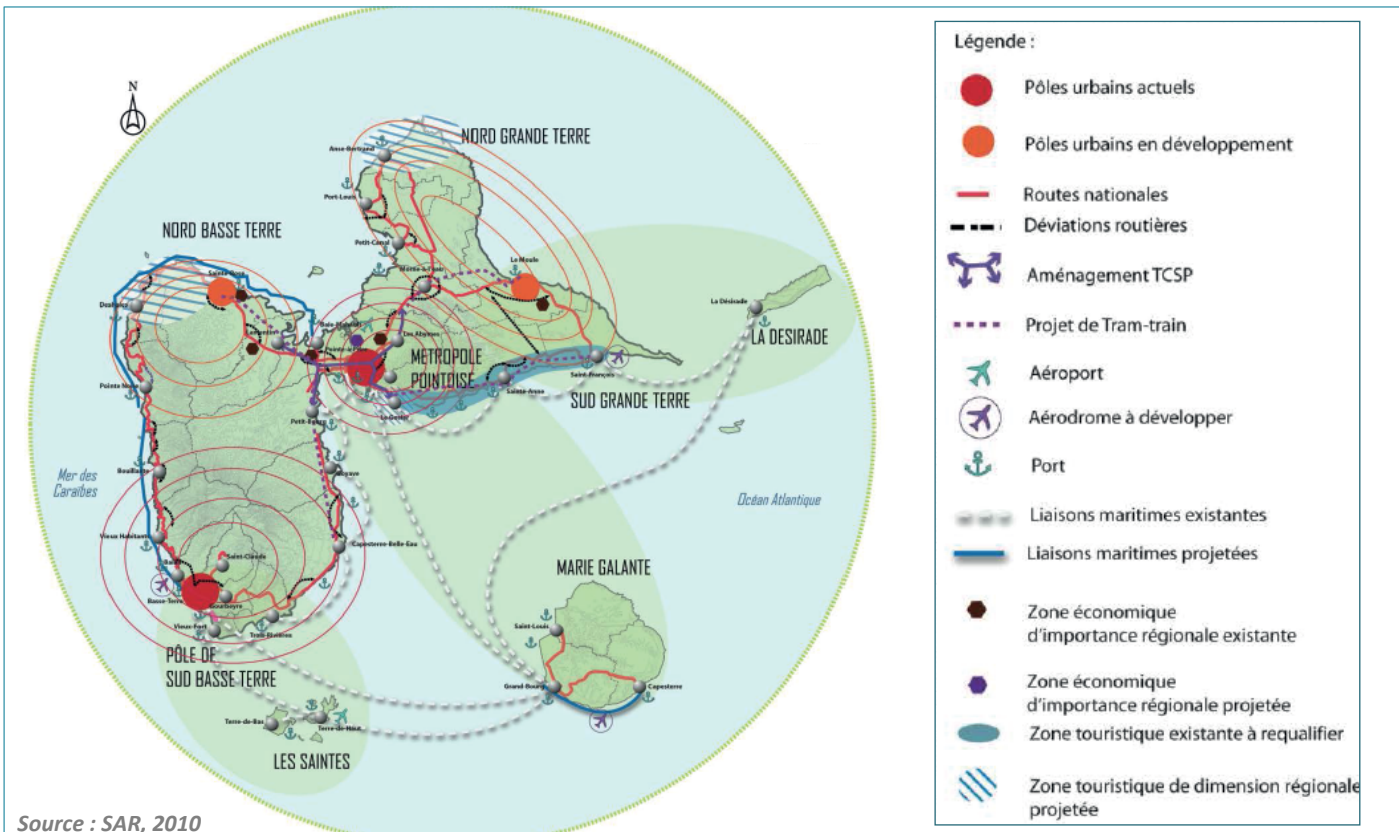 N
NORD GRANDE TERRE
Anse-Bertrand
Port-Louis
Petit-Canal
NORD BASSE TERRE
Sainte-Rose
Le Moule
Morne-à-l'eau
Deshaies
Lamentin
Baie-Mahault
Pointe-à-Pitre
Les Abymes
La Désirade
LA DESIRADE
METROPOLE
POINTOISE
Saint-François
Sainte-Anne
SUD GRANDE TERRE
Pointe Noire
Le Gosier
Petit-Bourg
Mer des
Caraïbes
Bouillante
Goyave
Océan Atlantique
Vieux Habitants
Capesterre-Belle-Eau
Saint-Claude
MARIE GALANTE
Basse-Terre
Gourbeyre
Saint-Louis
Vieux-Fort
Trois-Rivières
PÔLE DE
SUD BASSE TERRE
Grand-Bourg
Capesterre
Terre-de-Bas
Terre-de-Haut
LES SAINTES
Source : SAR, 2010
Légende :
Pôles urbains actuels
Pôles urbains en développement
Routes nationales
Déviations routières
Aménagement TCSP
Projet de Tram-train
Aéroport
Aérodrome à développer
Port
Liaisons maritimes existantes
Liaisons maritimes projetées
Zone économique
d'importance régionale existante
Zone économique
d'importance régionale projetée
Zone touristique existante à requalifier
Zone touristique de dimension régionale
projetée